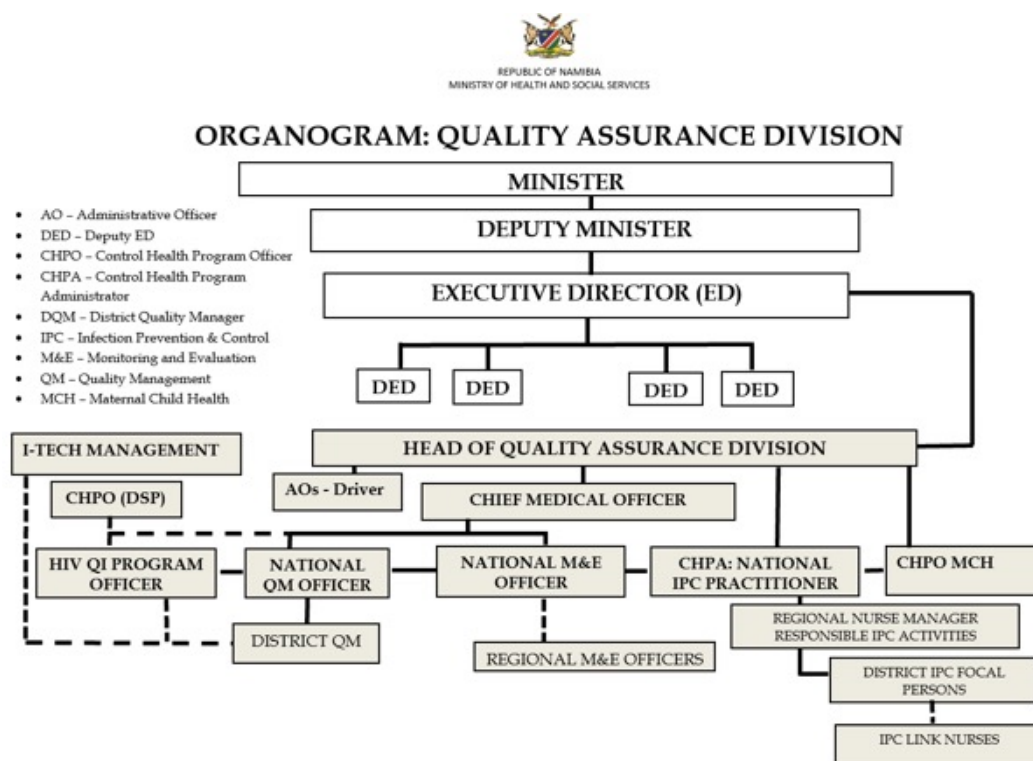 REPUBLIC OF NAMIBIA
MINISTRY OF HEALTH AND SOCIAL SERVICES
ORGANOGRAM: QUALITY ASSURANCE DIVISION
MINISTER
• AO – Administrative Officer
• DED – Deputy ED
• CHPO – Control Health Program Officer
• CHPA – Control Health Program
Administrator
• DQM – District Quality Manager
• IPC – Infection Prevention & Control
• M&E – Monitoring and Evaluation
• QM – Quality Management
• MCH – Maternal Child Health
DEPUTY MINISTER
EXECUTIVE DIRECTOR (ED)
DED
DED
DED
DED
I-TECH MANAGEMENT
HEAD OF QUALITY ASSURANCE DIVISION
CHPO (DSP)
AOs - Driver
CHIEF MEDICAL OFFICER
HIV QI PROGRAM
OFFICER
NATIONAL
QM OFFICER
NATIONAL M&E
OFFICER
CHPA: NATIONAL
IPC PRACTITIONER
CHPO MCH
DISTRICT QM
REGIONAL M&E OFFICERS
REGIONAL NURSE MANAGER
RESPONSIBLE IPC ACTIVITIES
DISTRICT IPC FOCAL
PERSONS
IPC LINK NURSES